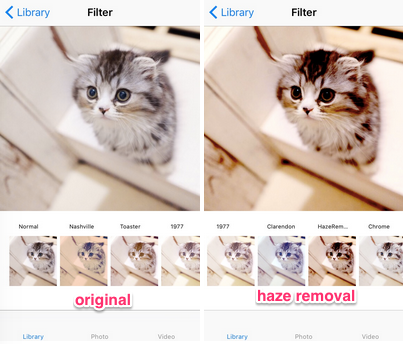 Library
Filter
Normal
Nashville
Toaster
1977
original
Library
Photo
Video
Library
Filter
1977
Clarendon
HazeRem...
Chrome
haze removal
Library
Photo
Video